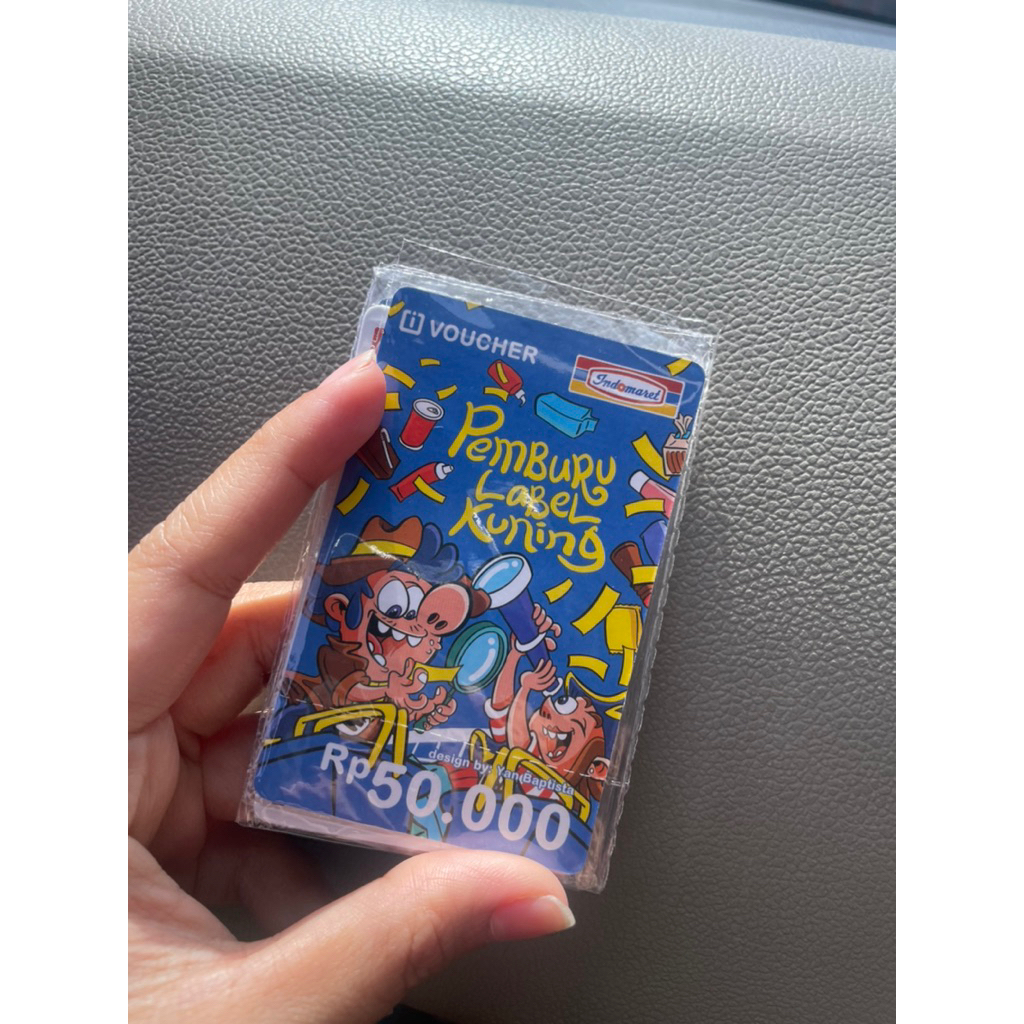 [i] VOUCHER
Indomaret
PEMBURU
LABEL
Kuning
design by: Yan Baptista
Rp50.000